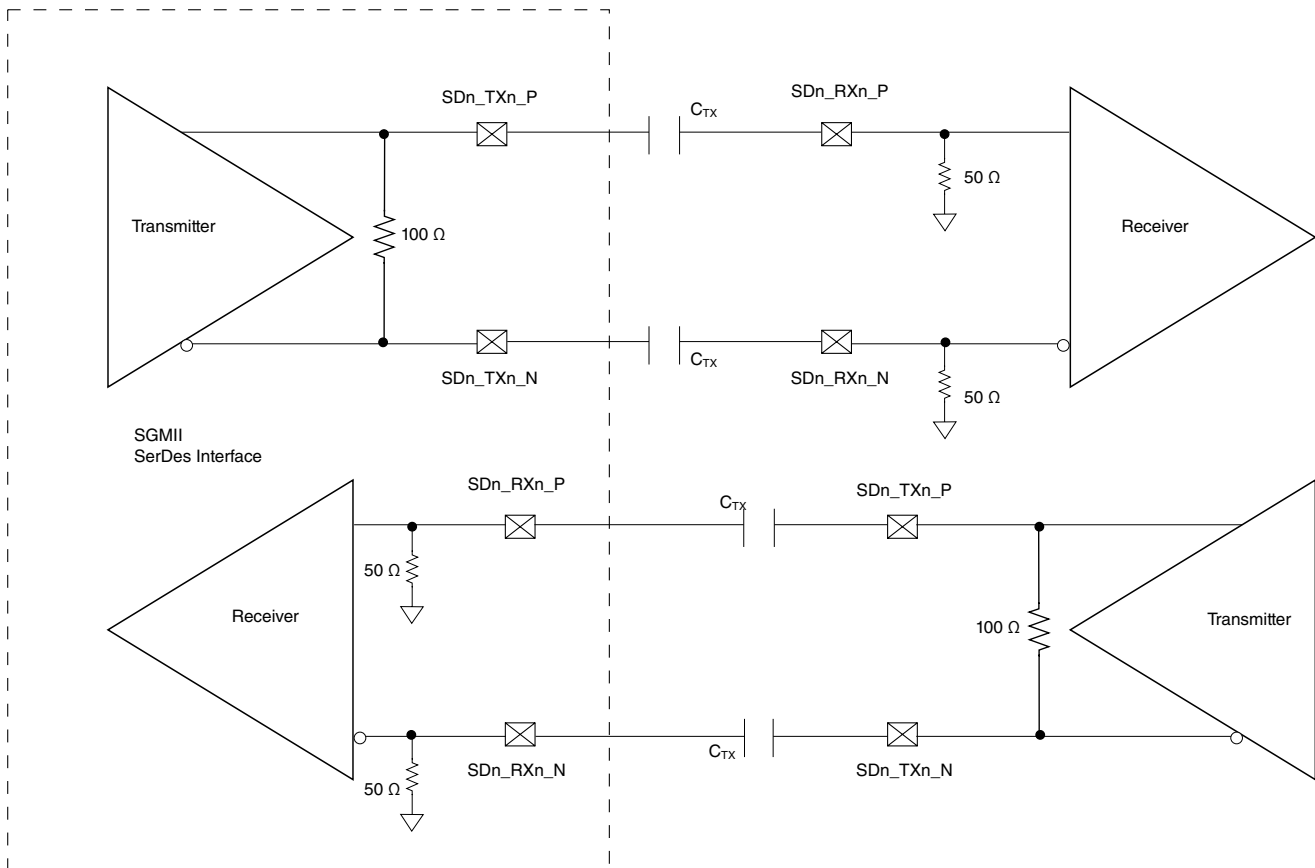 SDn_TXn_P
C_TX
SDn_RXn_P
50 Ω
Transmitter
100 Ω
Receiver
SDn_TXn_N
C_TX
SDn_RXn_N
50 Ω
SGMII
SerDes Interface
SDn_RXn_P
C_TX
SDn_TXn_P
50 Ω
Receiver
100 Ω
Transmitter
SDn_RXn_N
C_TX
SDn_TXn_N
50 Ω